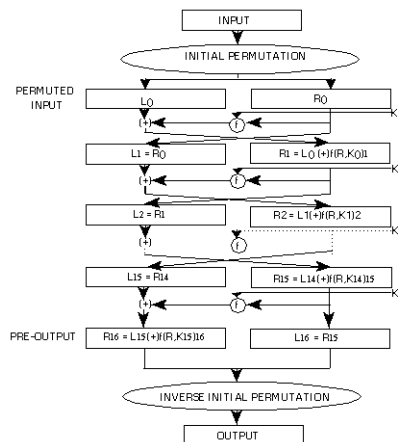 INPUT
INITIAL PERMUTATION
PERMUTED
INPUT
L0 R0
K
(+) f
L1 = R0 R1 = L0 (+)f(R,K0)1
K
(+) f
L2 = R1 R2 = L1(+)f(R,K1)2
K
(+) f
L15 = R14 R15 = L14(+)f(R,K14)15
K
(+) f
PRE-OUTPUT R16 = L15(+)f(R,K15)16 L16 = R15
INVERSE INITIAL PERMUTATION
OUTPUT